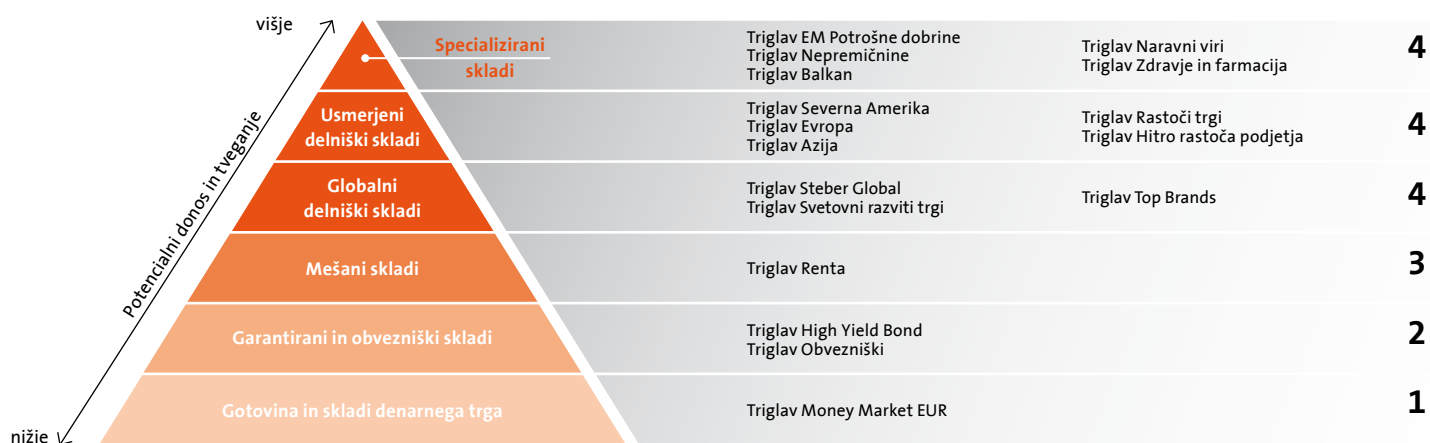 višje
Potencialni donos in tveganje
nižje
Specializirani
skladi
Triglav EM Potrošne dobrine
Triglav Nepremičnine
Triglav Balkan
Triglav Naravni viri
Triglav Zdravje in farmacija
4
Usmerjeni
delniški skladi
Triglav Severna Amerika
Triglav Evropa
Triglav Azija
Triglav Rastoči trgi
Triglav Hitro rastoča podjetja
4
Globalni
delniški skladi
Triglav Steber Global
Triglav Svetovni razviti trgi
Triglav Top Brands
4
Mešani skladi
Triglav Renta
3
Garantirani in obvezniški skladi
Triglav High Yield Bond
Triglav Obvezniški
2
Gotovina in skladi denarnega trga
Triglav Money Market EUR
1